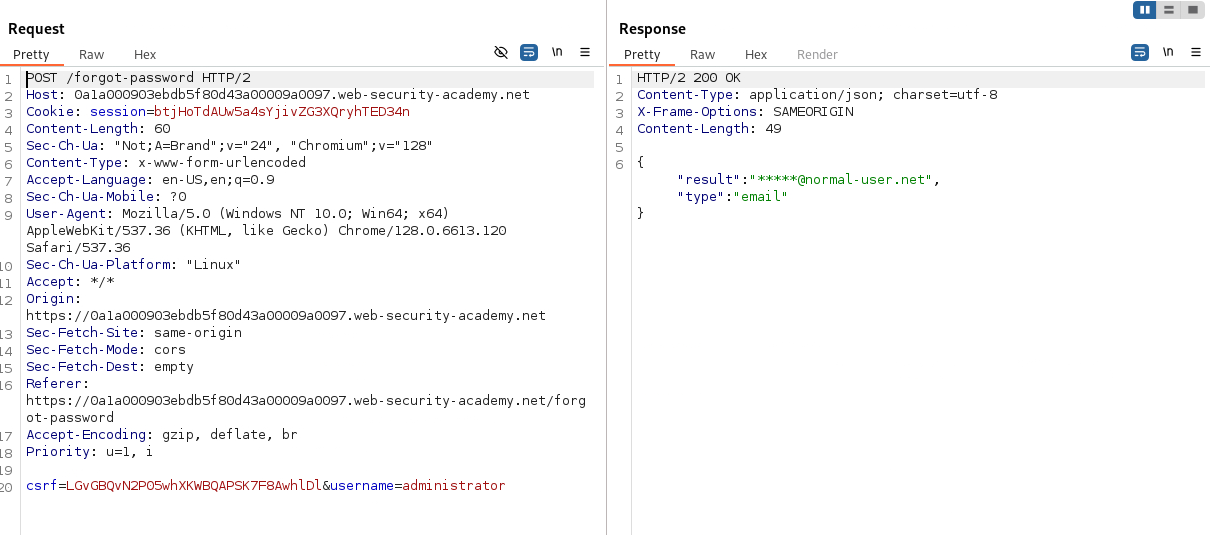 Request
Pretty Raw Hex \n
1 POST /forgot-password HTTP/2
2 Host: 0a1a000903ebdb5f80d43a00009a0097.web-security-academy.net
3 Cookie: session=btjHoTdAUw5a4sYjivZG3XQryhTED34n
4 Content-Length: 60
5 Sec-Ch-Ua: "Not;A=Brand";v="24", "Chromium";v="128"
6 Content-Type: x-www-form-urlencoded
7 Accept-Language: en-US,en;q=0.9
8 Sec-Ch-Ua-Mobile: ?0
9 User-Agent: Mozilla/5.0 (Windows NT 10.0; Win64; x64)
AppleWebKit/537.36 (KHTML, like Gecko) Chrome/128.0.6613.120
Safari/537.36
10 Sec-Ch-Ua-Platform: "Linux"
11 Accept: */*
12 Origin:
https://0a1a000903ebdb5f80d43a00009a0097.web-security-academy.net
13 Sec-Fetch-Site: same-origin
14 Sec-Fetch-Mode: cors
15 Sec-Fetch-Dest: empty
16 Referer:
https://0a1a000903ebdb5f80d43a00009a0097.web-security-academy.net/forg
ot-password
17 Accept-Encoding: gzip, deflate, br
18 Priority: u=1, i
19
20 csrf=LGvGBQvN2P05whXKWBQAPSK7F8AwhlDl&username=administrator
Response
Pretty Raw Hex Render \n
1 HTTP/2 200 OK
2 Content-Type: application/json; charset=utf-8
3 X-Frame-Options: SAMEORIGIN
4 Content-Length: 49
5
6 {
"result":"*****@normal-user.net",
"type":"email"
}